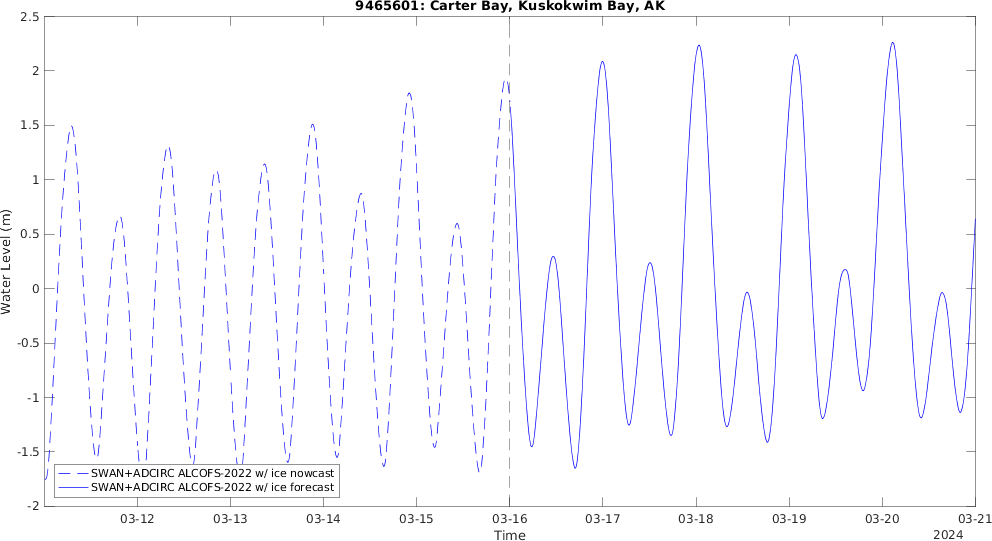 9465601: Carter Bay, Kuskokwim Bay, AK
2.5
2
1.5
1
0.5
0
-0.5
-1
-1.5
-2
Water Level (m)
SWAN+ADCIRC ALCOFS-2022 w/ ice nowcast
SWAN+ADCIRC ALCOFS-2022 w/ ice forecast
03-12 03-13 03-14 03-15 03-16 03-17 03-18 03-19 03-20 03-21
Time
2024